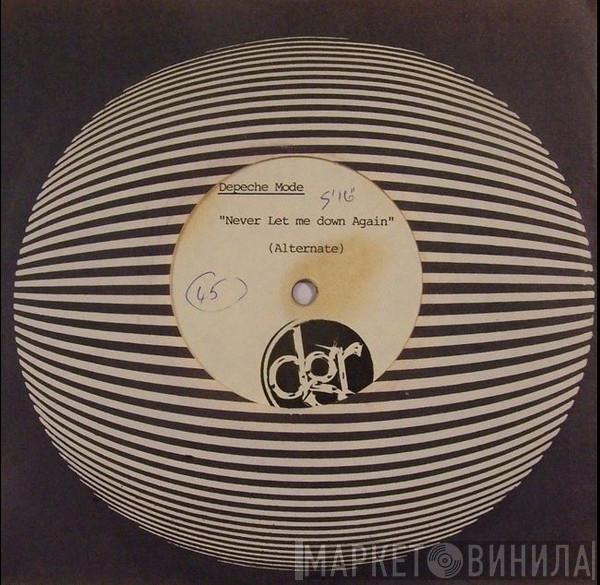 Depeche Mode
5'16"
"Never Let me down Again"
(Alternate)
45
dgr
МАРКЕТ ВИНИЛА